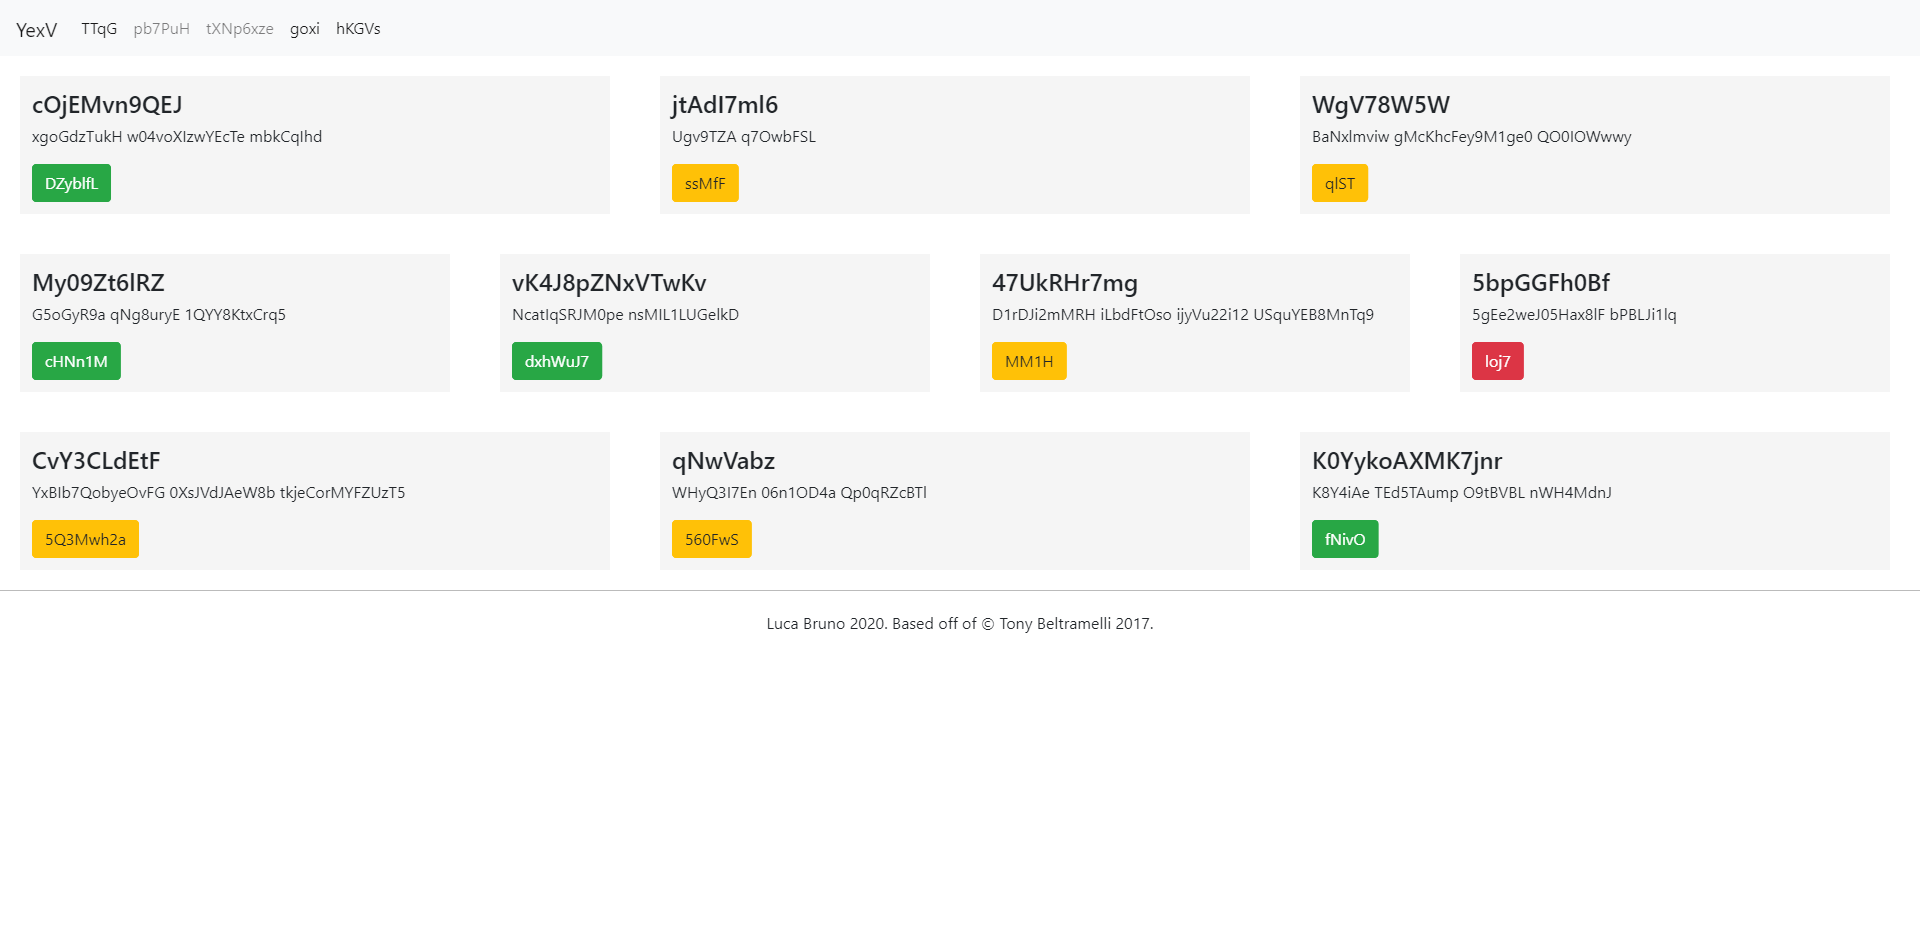 YexV TTqG pb7PuH tXNp6xze goxi hKGVs
cOjEMvn9QEJ
xgoGdzTukH w04voXIzwYEcTe mbkCqIhd
DZyblfL
jtAdI7ml6
Ugv9TZA q7OwbFSL
ssMfF
WgV78W5W
BaNxlmviw gMcKhcFey9M1ge0 QO0IOWwwy
qlST
My09Zt6lRZ
G5oGyR9a qNg8uryE 1QYY8KtxCrq5
cHNn1M
vK4J8pZNxVTwKv
NcatIqSRJM0pe nsMIL1LUGelkD
dxhWuJ7
47UkRHr7mg
D1rDJi2mMRH iLbdFtOso ijyVu22i12 USquYEB8MnTq9
MM1H
5bpGGFh0Bf
5gEe2weJ05Hax8lF bPBLJi1lq
loj7
CvY3CLdEtF
YxBIb7QobyeOvFG 0XsJVdJAeW8b tkjeCorMYFZUzT5
5Q3Mwh2a
qNwVabz
WHyQ3I7En 06n1OD4a Qp0qRZcBTl
560FwS
K0YykoAXMK7jnr
K8Y4iAe TEd5TAump O9tBVBL nWH4MdnJ
fNivO
Luca Bruno 2020. Based off of © Tony Beltramelli 2017.